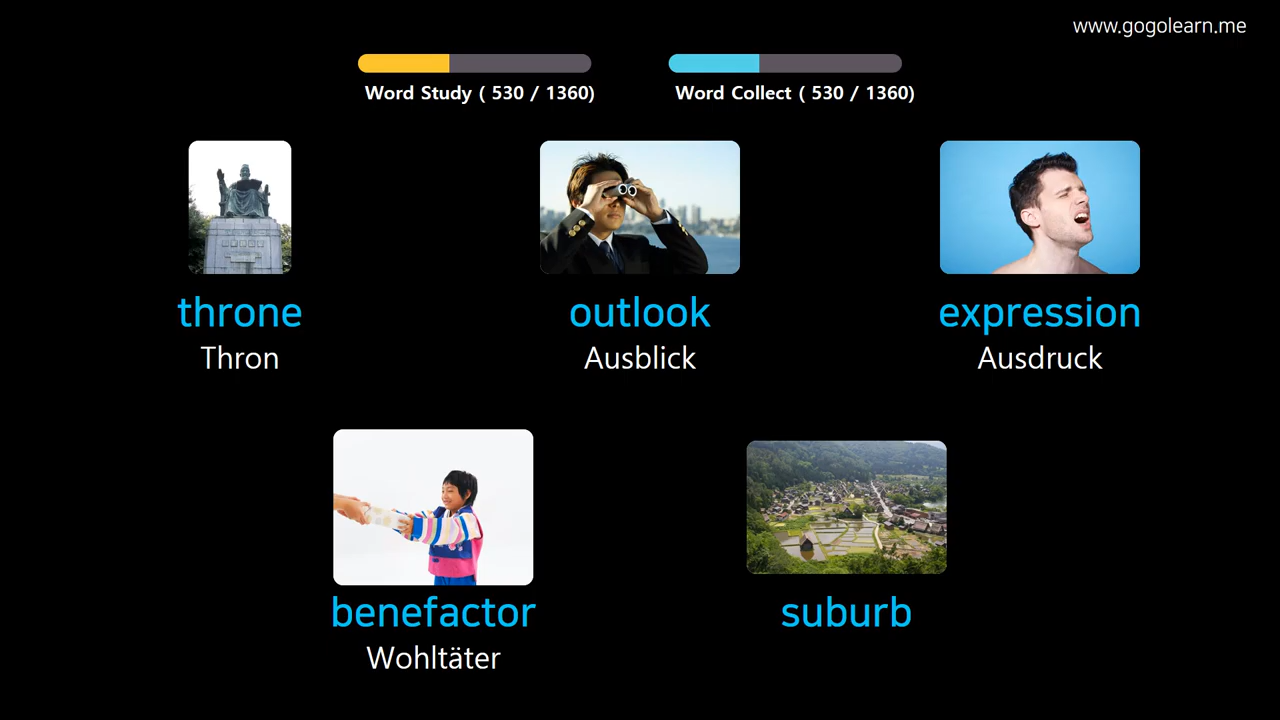 www.gogolearn.me
Word Study ( 530 / 1360)
Word Collect ( 530 / 1360)
throne
Thron
outlook
Ausblick
expression
Ausdruck
benefactor
Wohltäter
suburb